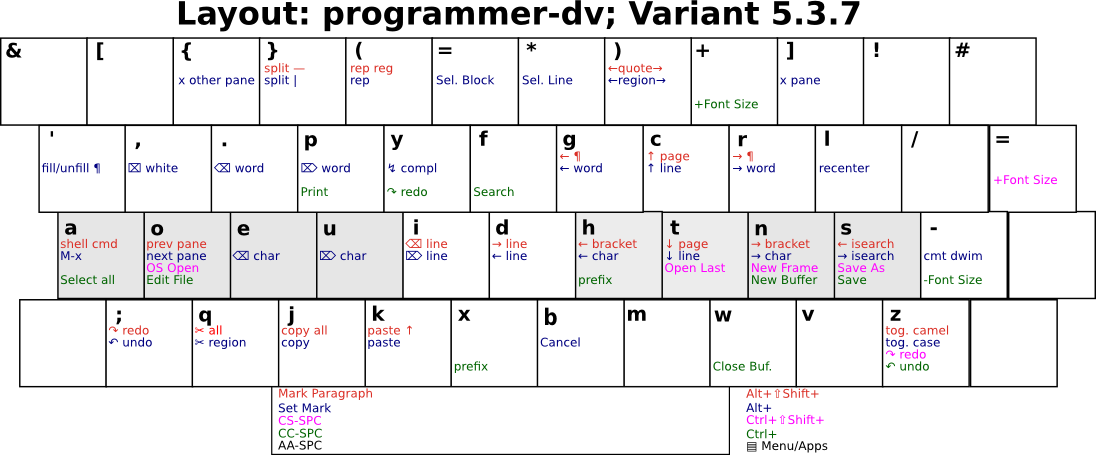 Layout: programmer-dv; Variant 5.3.7
& [ { } ( = * ) + ] ! #
split — rep reg ←quote→
x other pane split | rep Sel. Block Sel. Line ←region→ x pane
+Font Size
' , . p y f g c r l / =
← ¶ ↑ page → ¶
fill/unfill ¶ ⌧ white ⌫ word ⌦ word ↯ compl ← word ↑ line → word recenter
+Font Size
Print ↷ redo Search
a o e u i d h t n s -
shell cmd prev pane ⌫ line → line ← bracket ↓ page → bracket ← isearch
M-x next pane ⌫ char ⌦ char ⌦ line ← line ← char ↓ line → char → isearch cmt dwim
OS Open Open Last New Frame Save As
Select all Edit File prefix New Buffer Save -Font Size
; q j k x b m w v z
↷ redo ✂ all copy all paste ↑ tog. camel
↶ undo ✂ region copy paste Cancel tog. case
↷ redo
prefix Close Buf. ↶ undo
Mark Paragraph Alt+⇧Shift+
Set Mark Alt+
CS-SPC Ctrl+⇧Shift+
CC-SPC Ctrl+
AA-SPC ▤ Menu/Apps